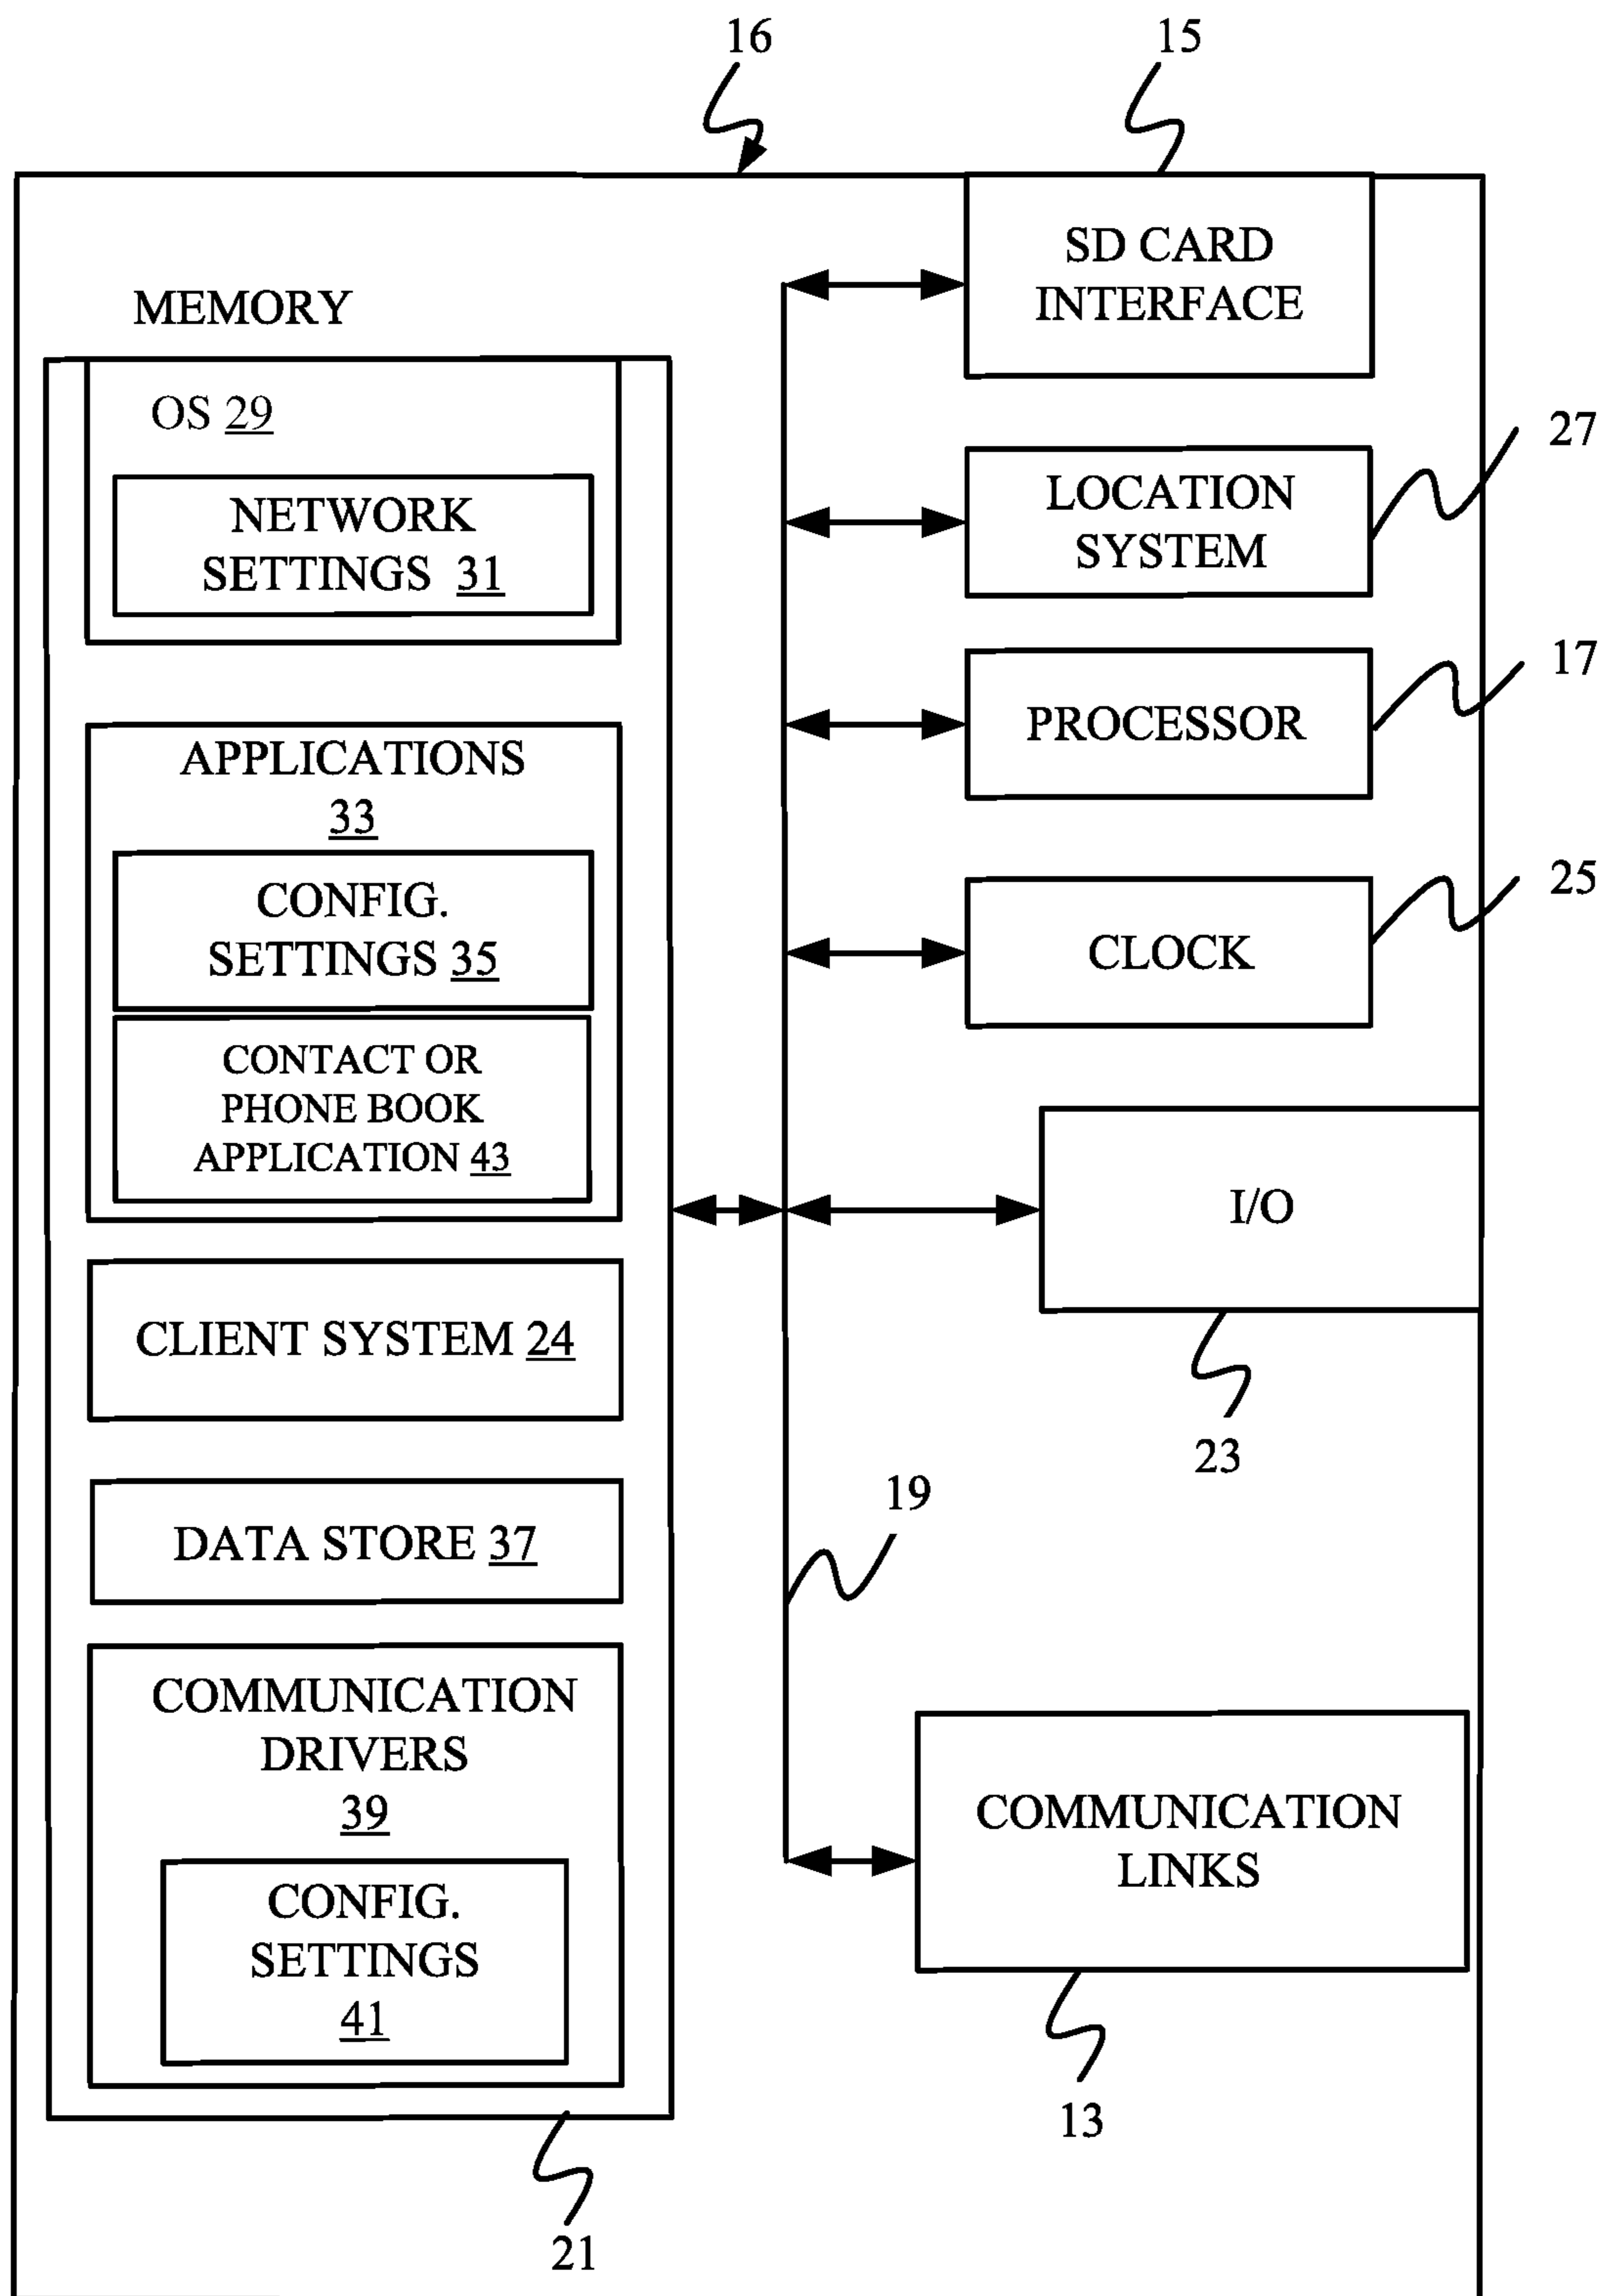 16
15
SD CARD
INTERFACE
MEMORY
OS 29
NETWORK
SETTINGS 31
27
LOCATION
SYSTEM
17
PROCESSOR
APPLICATIONS
33
CONFIG.
SETTINGS 35
25
CLOCK
CONTACT OR
PHONE BOOK
APPLICATION 43
I/O
23
CLIENT SYSTEM 24
19
DATA STORE 37
COMMUNICATION
DRIVERS
39
CONFIG.
SETTINGS
41
COMMUNICATION
LINKS
13
21